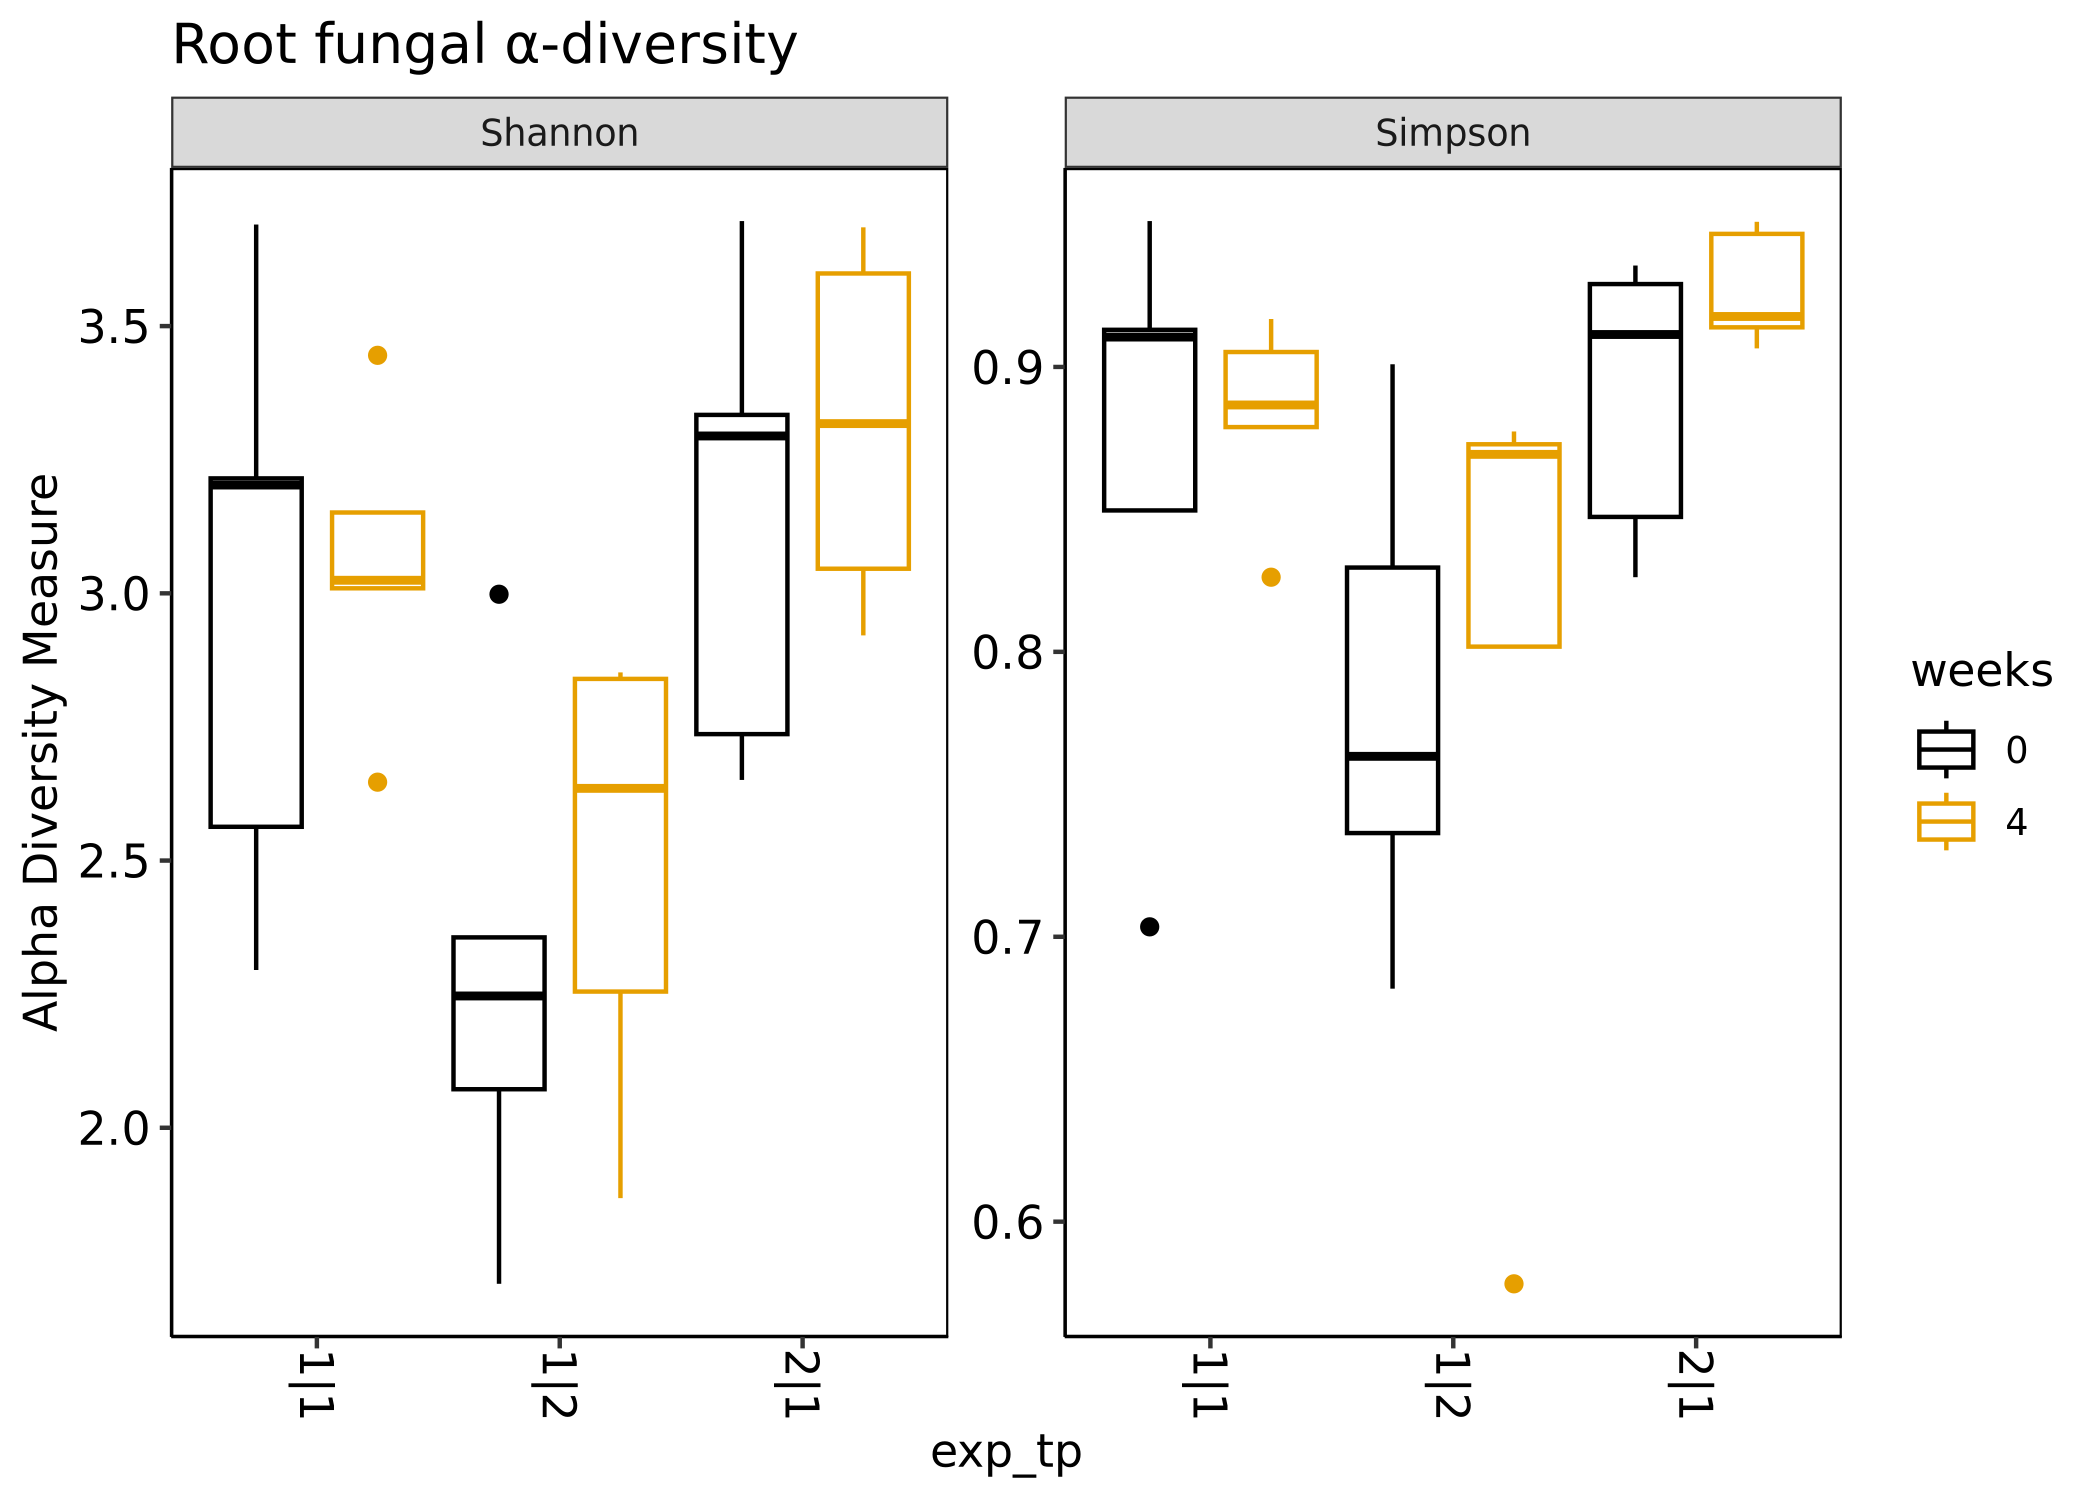 Root fungal α-diversity
Shannon
Simpson
Alpha Diversity Measure
3.5
3.0
2.5
2.0
0.9
0.8
0.7
0.6
1|1
1|2
2|1
1|1
1|2
2|1
exp_tp
weeks
0
4